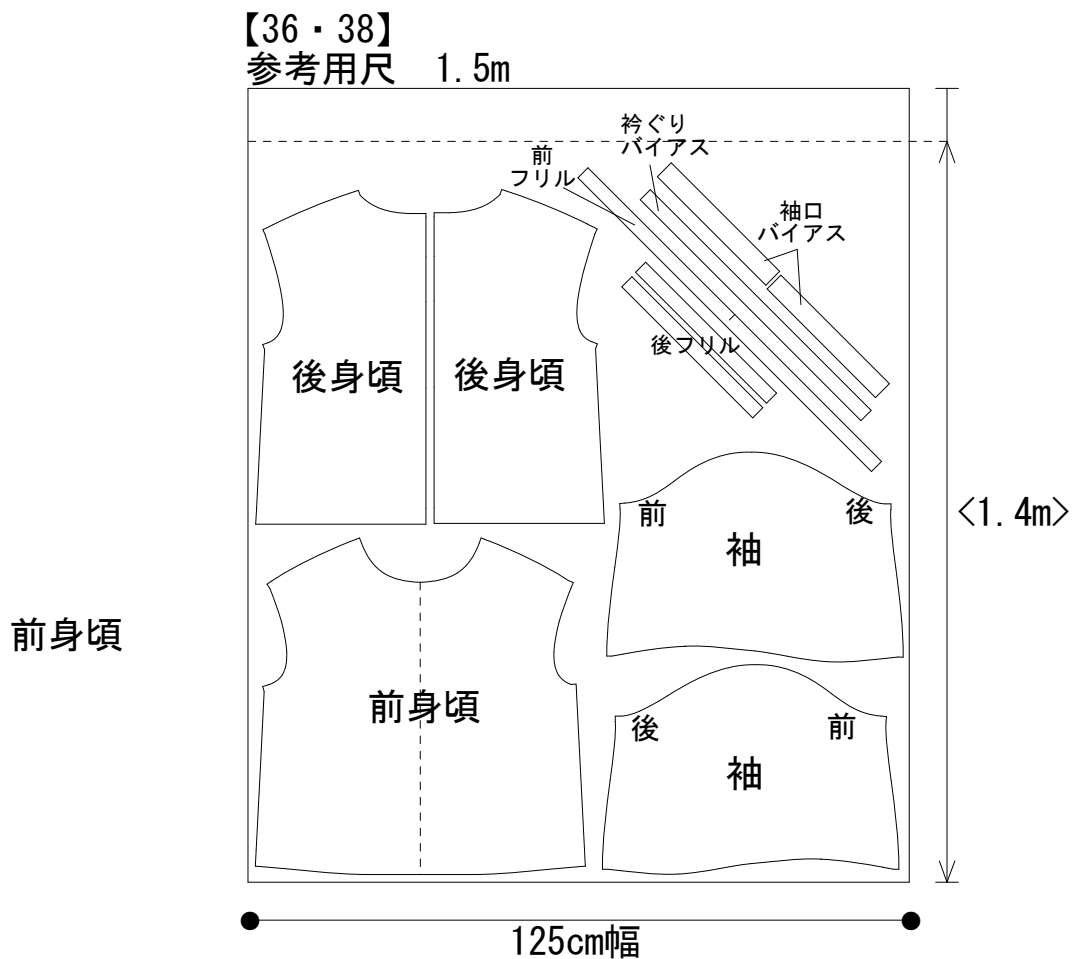 【36・38】
参考用尺　1.5m
衿ぐり
バイアス
前
フリル
袖口
バイアス
後フリル
後身頃
後身頃
前
後
袖
<1.4m>
前身頃
前身頃
後
前
袖
125cm幅